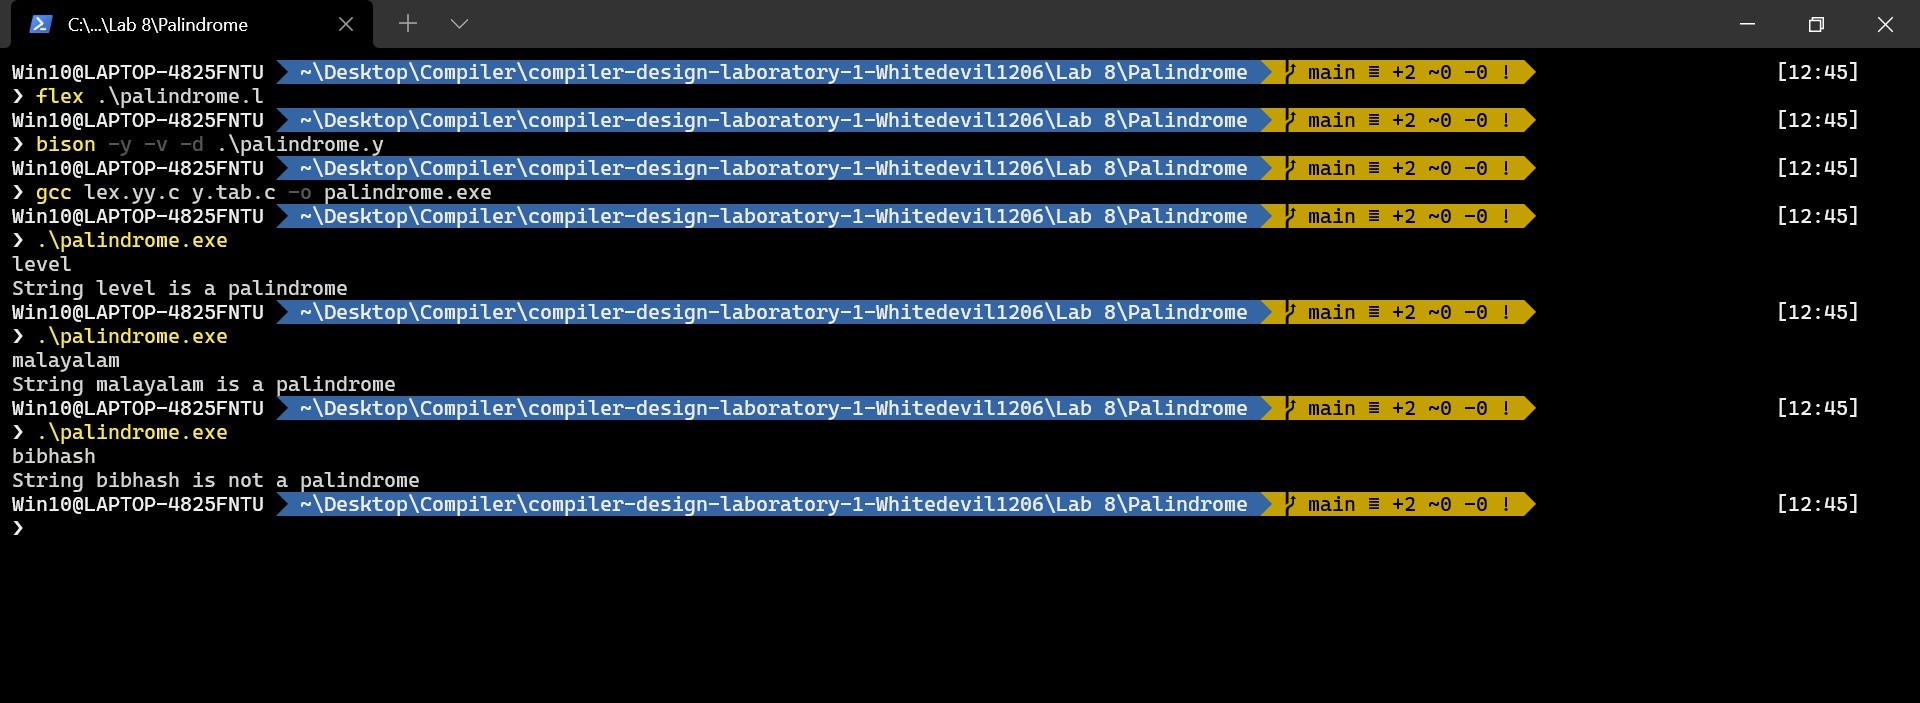 C:\...\Lab 8\Palindrome
Win10@LAPTOP-4825FNTU ~\Desktop\Compiler\compiler-design-laboratory-1-Whitedevil1206\Lab 8\Palindrome main ≡ +2 ~0 -0 ! [12:45]
❯ flex .\palindrome.l
Win10@LAPTOP-4825FNTU ~\Desktop\Compiler\compiler-design-laboratory-1-Whitedevil1206\Lab 8\Palindrome main ≡ +2 ~0 -0 ! [12:45]
❯ bison -y -v -d .\palindrome.y
Win10@LAPTOP-4825FNTU ~\Desktop\Compiler\compiler-design-laboratory-1-Whitedevil1206\Lab 8\Palindrome main ≡ +2 ~0 -0 ! [12:45]
❯ gcc lex.yy.c y.tab.c -o palindrome.exe
Win10@LAPTOP-4825FNTU ~\Desktop\Compiler\compiler-design-laboratory-1-Whitedevil1206\Lab 8\Palindrome main ≡ +2 ~0 -0 ! [12:45]
❯ .\palindrome.exe
level
String level is a palindrome
Win10@LAPTOP-4825FNTU ~\Desktop\Compiler\compiler-design-laboratory-1-Whitedevil1206\Lab 8\Palindrome main ≡ +2 ~0 -0 ! [12:45]
❯ .\palindrome.exe
malayalam
String malayalam is a palindrome
Win10@LAPTOP-4825FNTU ~\Desktop\Compiler\compiler-design-laboratory-1-Whitedevil1206\Lab 8\Palindrome main ≡ +2 ~0 -0 ! [12:45]
❯ .\palindrome.exe
bibhash
String bibhash is not a palindrome
Win10@LAPTOP-4825FNTU ~\Desktop\Compiler\compiler-design-laboratory-1-Whitedevil1206\Lab 8\Palindrome main ≡ +2 ~0 -0 ! [12:45]
❯